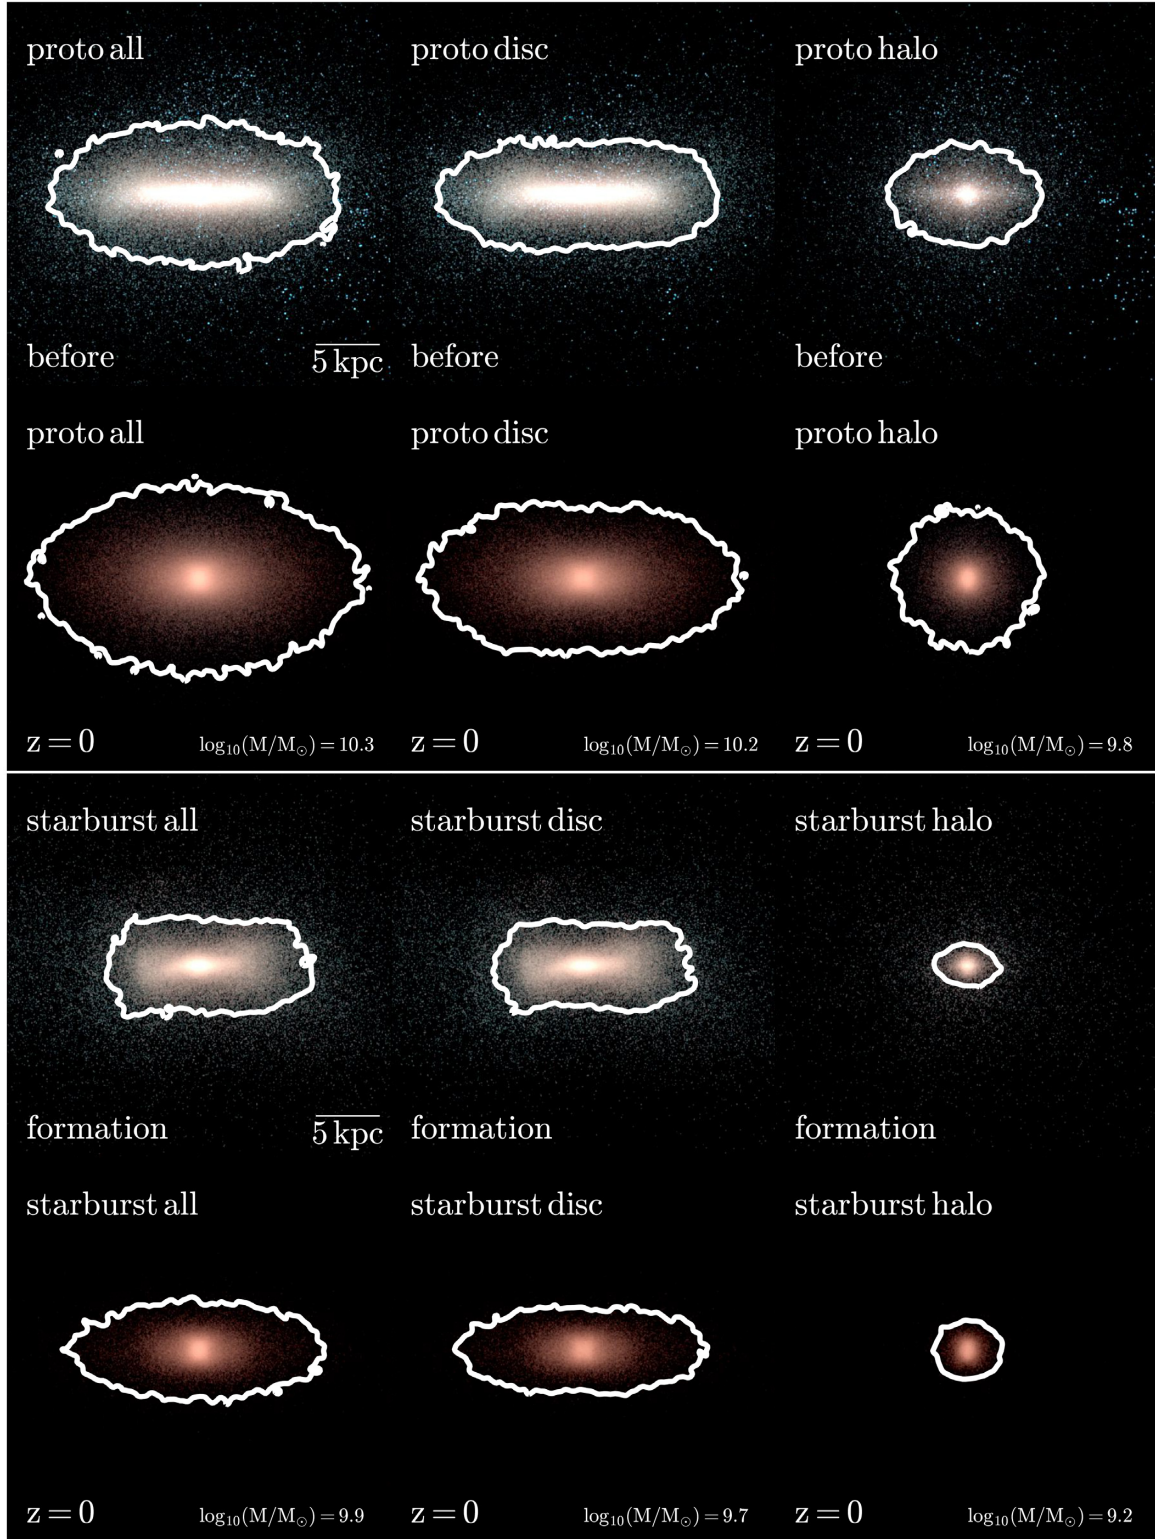 proto all
proto disc
proto halo
before
5 kpc
before
before
proto all
proto disc
proto halo
z = 0
log₁₀(M/M☉) = 10.3
z = 0
log₁₀(M/M☉) = 10.2
z = 0
log₁₀(M/M☉) = 9.8
starburst all
starburst disc
starburst halo
formation
5 kpc
formation
formation
starburst all
starburst disc
starburst halo
z = 0
log₁₀(M/M☉) = 9.9
z = 0
log₁₀(M/M☉) = 9.7
z = 0
log₁₀(M/M☉) = 9.2